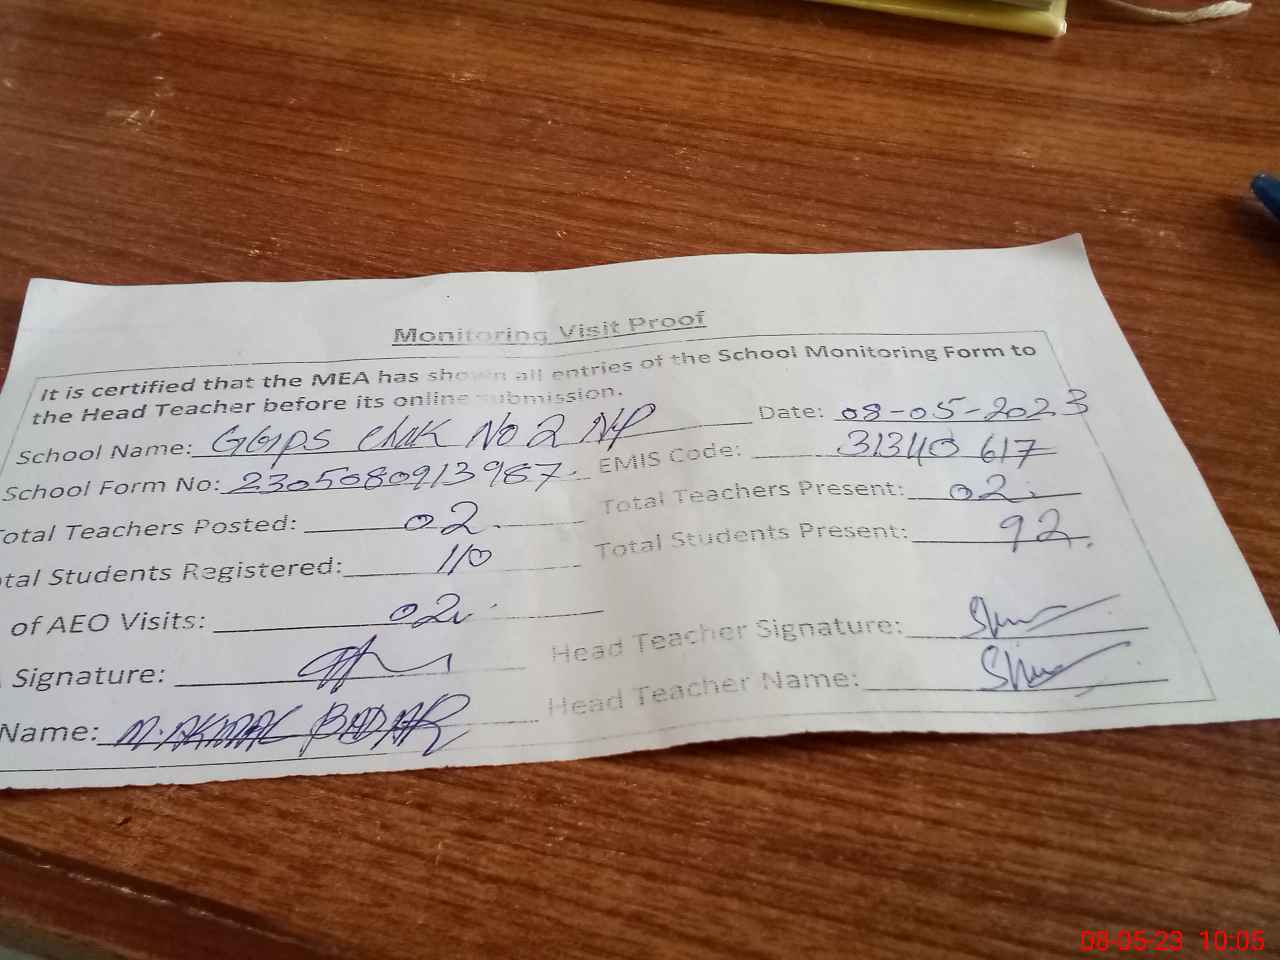 Monitoring Visit Proof
It is certified that the MEA has shown all entries of the School Monitoring Form to
the Head Teacher before its online submission.
School Name: GGPS Chak No 2 NP Date: 08-05-2023
School Form No: 2305080913987. EMIS Code: 31340617
otal Teachers Posted: 02. Total Teachers Present: 02.
tal Students Registered: 110 Total Students Present: 92.
of AEO Visits: 02.
Signature: Head Teacher Signature:
Name: M. AKMAL BADAR Head Teacher Name:
08-05-23 10:05